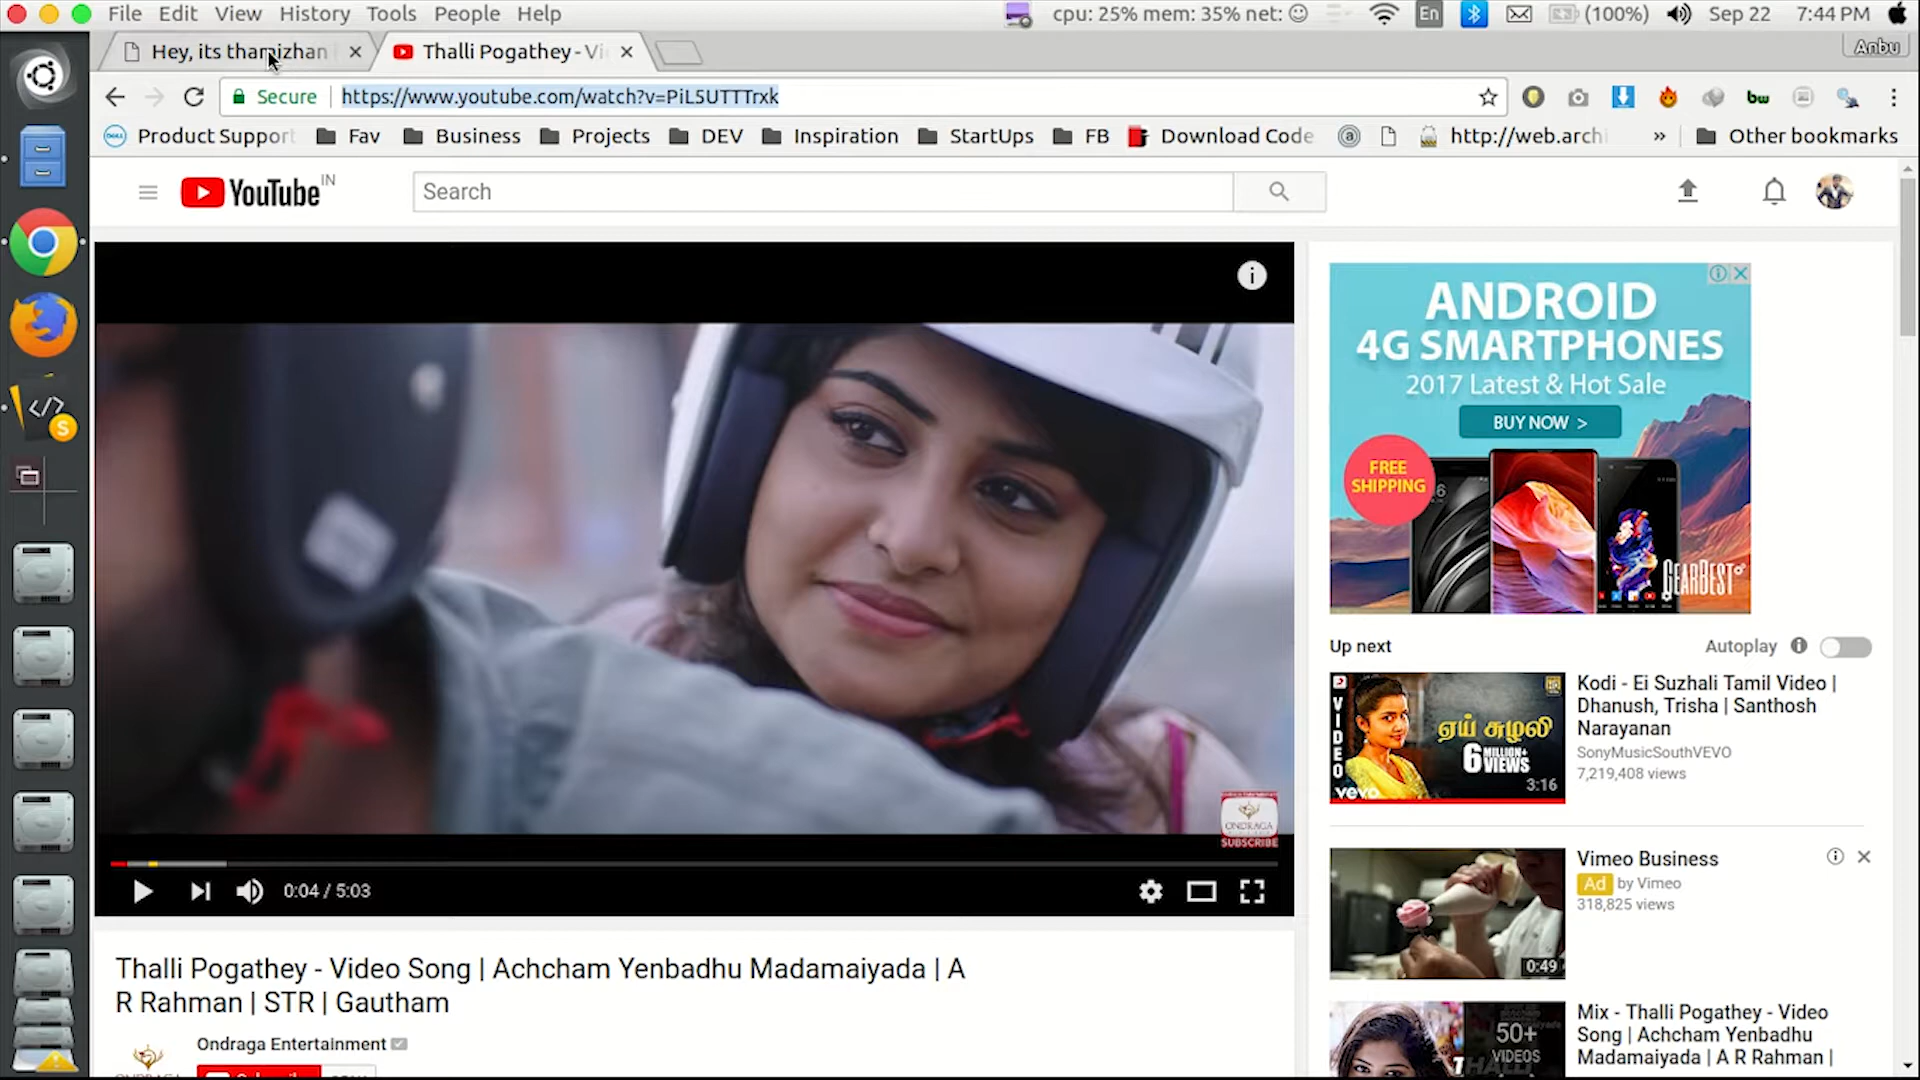 File Edit View History Tools People Help
cpu: 25% mem: 35% net:
En
(100%)
Sep 22
7:44 PM
Hey, its thamizhan
Thalli Pogathey - Vi
Anbu
Secure
https://www.youtube.com/watch?v=PiL5UTTTrxk
bw
DELL
Product Support
Fav
Business
Projects
DEV
Inspiration
StartUps
FB
Download Code
http://web.archi
»
Other bookmarks
YouTube IN
Search
ANDROID
4G SMARTPHONES
2017 Latest & Hot Sale
BUY NOW >
FREE
SHIPPING
GEARBEST
ONDRAGA
SUBSCRIBE
0:04 / 5:03
Up next
Autoplay
VIDEO
ஏய் சுழலி
6 MILLION+
VIEWS
vevo
3:16
Kodi - Ei Suzhali Tamil Video |
Dhanush, Trisha | Santhosh
Narayanan
SonyMusicSouthVEVO
7,219,408 views
0:49
Vimeo Business
Ad by Vimeo
318,825 views
50+
VIDEOS
Mix - Thalli Pogathey - Video
Song | Achcham Yenbadhu
Madamaiyada | A R Rahman |
Thalli Pogathey - Video Song | Achcham Yenbadhu Madamaiyada | A
R Rahman | STR | Gautham
Ondraga Entertainment